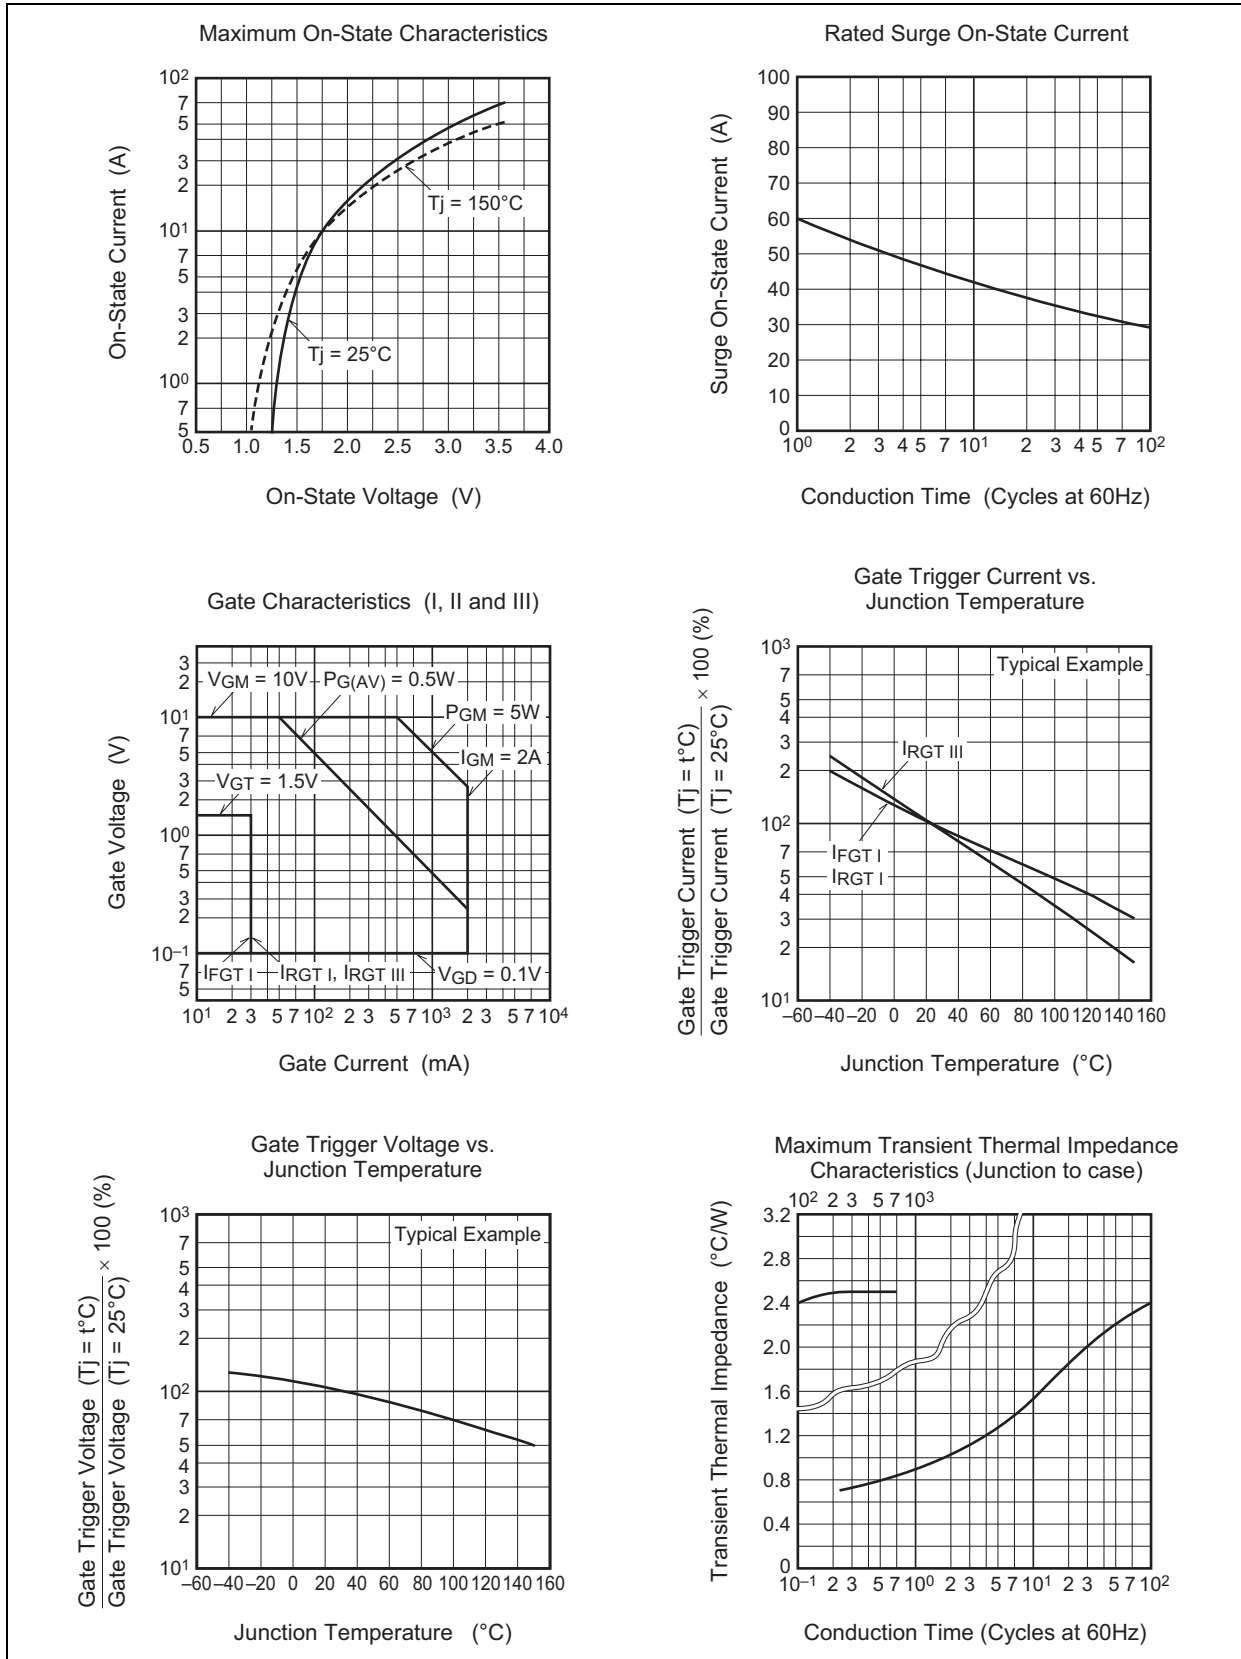 Maximum On-State Characteristics
On-State Current (A)
10²
7
5
3
2
10¹
7
5
3
2
10⁰
7
5
0.5 1.0 1.5 2.0 2.5 3.0 3.5 4.0
Tj = 150°C
Tj = 25°C
On-State Voltage (V)
Rated Surge On-State Current
Surge On-State Current (A)
100
90
80
70
60
50
40
30
20
10
0
10⁰ 2 3 4 5 7 10¹ 2 3 4 5 7 10²
Conduction Time (Cycles at 60Hz)
Gate Characteristics (I, II and III)
Gate Voltage (V)
3
2
10¹
7
5
3
2
10⁰
7
5
3
2
10⁻¹
7
5
VGM = 10V
PG(AV) = 0.5W
PGM = 5W
IGM = 2A
VGT = 1.5V
IFGT I
IRGT I, IRGT III
VGD = 0.1V
10¹ 2 3 5 7 10² 2 3 5 7 10³ 2 3 5 7 10⁴
Gate Current (mA)
Gate Trigger Current vs.
Junction Temperature
Gate Trigger Current (Tj = t°C)
Gate Trigger Current (Tj = 25°C)
× 100 (%)
10³
7
5
4
3
2
10²
7
5
4
3
2
10¹
Typical Example
IRGT III
IFGT I
IRGT I
–60 –40 –20 0 20 40 60 80 100 120 140 160
Junction Temperature (°C)
Gate Trigger Voltage vs.
Junction Temperature
Gate Trigger Voltage (Tj = t°C)
Gate Trigger Voltage (Tj = 25°C)
× 100 (%)
10³
7
5
4
3
2
10²
7
5
4
3
2
10¹
Typical Example
–60 –40 –20 0 20 40 60 80 100 120 140 160
Junction Temperature (°C)
Maximum Transient Thermal Impedance
Characteristics (Junction to case)
Transient Thermal Impedance (°C/W)
10² 2 3 5 7 10³
3.2
2.8
2.4
2.0
1.6
1.2
0.8
0.4
0
10⁻¹ 2 3 5 7 10⁰ 2 3 5 7 10¹ 2 3 5 7 10²
Conduction Time (Cycles at 60Hz)